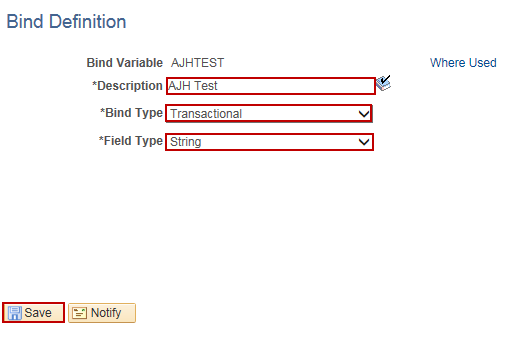 Bind Definition
Bind Variable AJHTEST Where Used
*Description AJH Test
*Bind Type Transactional
*Field Type String
Save Notify